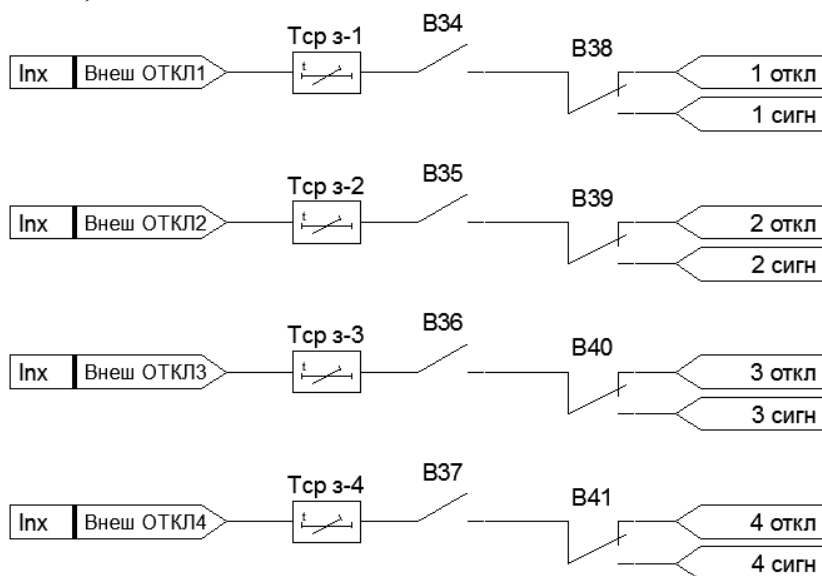 Тср з-1 В34 В38
Inx Внеш ОТКЛ1 1 откл
1 сигн
Тср з-2 В35 В39
Inx Внеш ОТКЛ2 2 откл
2 сигн
Тср з-3 В36 В40
Inx Внеш ОТКЛ3 3 откл
3 сигн
Тср з-4 В37 В41
Inx Внеш ОТКЛ4 4 откл
4 сигн